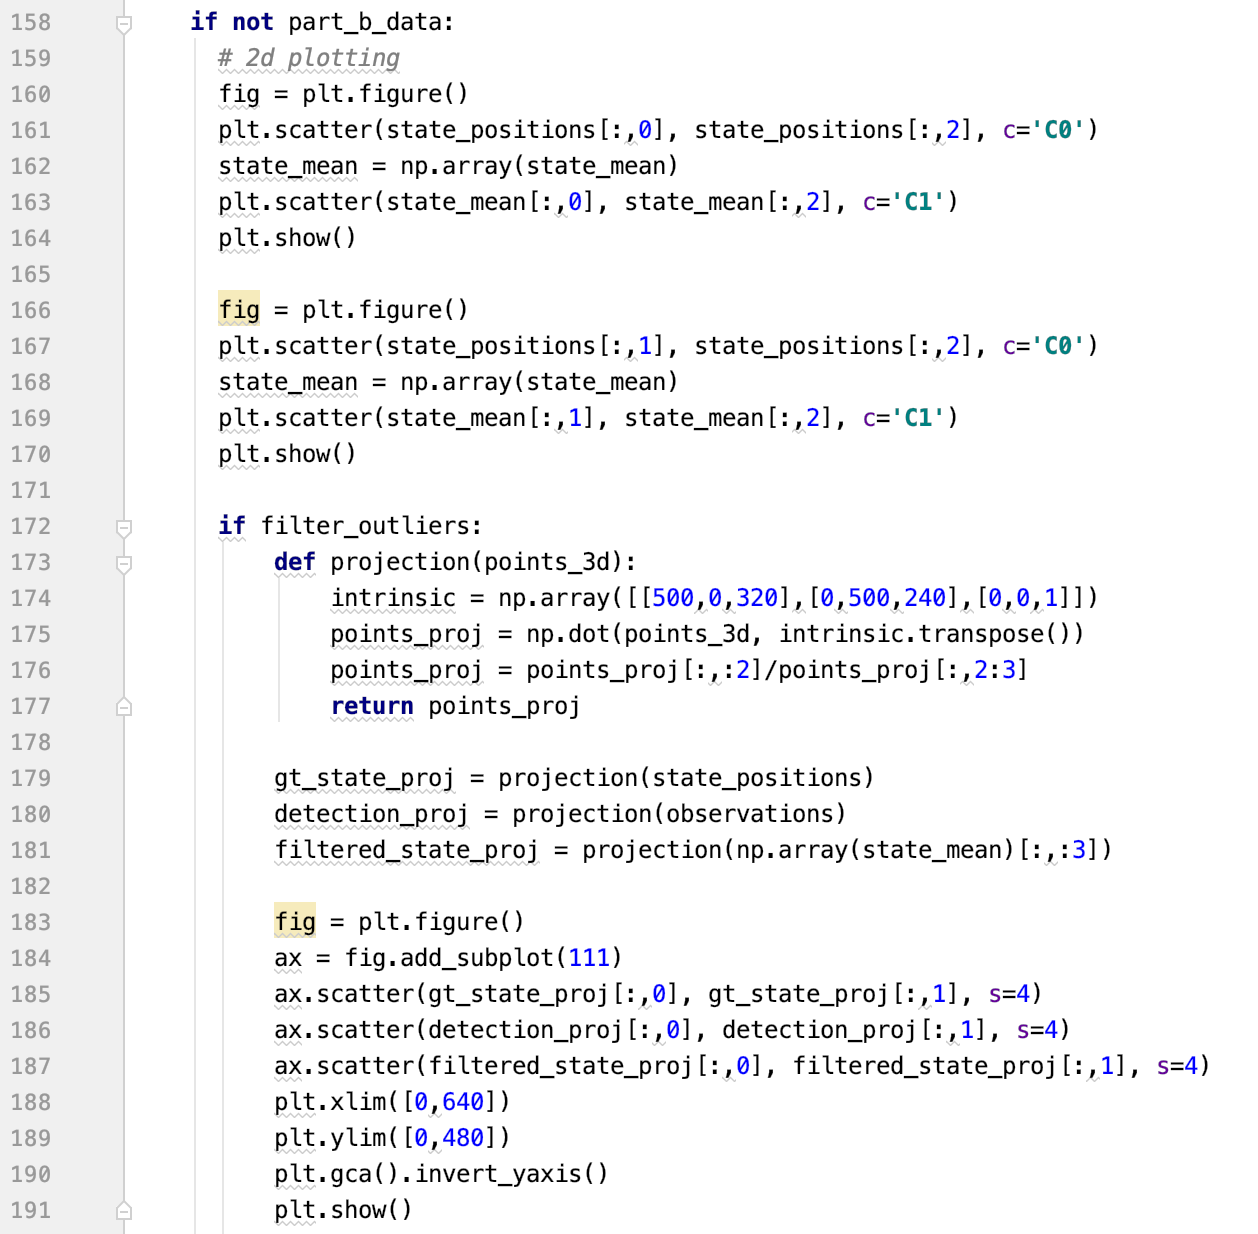 158 if not part_b_data:
159 # 2d plotting
160 fig = plt.figure()
161 plt.scatter(state_positions[:,0], state_positions[:,2], c='C0')
162 state_mean = np.array(state_mean)
163 plt.scatter(state_mean[:,0], state_mean[:,2], c='C1')
164 plt.show()
165
166 fig = plt.figure()
167 plt.scatter(state_positions[:,1], state_positions[:,2], c='C0')
168 state_mean = np.array(state_mean)
169 plt.scatter(state_mean[:,1], state_mean[:,2], c='C1')
170 plt.show()
171
172 if filter_outliers:
173 def projection(points_3d):
174 intrinsic = np.array([[500,0,320],[0,500,240],[0,0,1]])
175 points_proj = np.dot(points_3d, intrinsic.transpose())
176 points_proj = points_proj[:,:2]/points_proj[:,2:3]
177 return points_proj
178
179 gt_state_proj = projection(state_positions)
180 detection_proj = projection(observations)
181 filtered_state_proj = projection(np.array(state_mean)[:,:3])
182
183 fig = plt.figure()
184 ax = fig.add_subplot(111)
185 ax.scatter(gt_state_proj[:,0], gt_state_proj[:,1], s=4)
186 ax.scatter(detection_proj[:,0], detection_proj[:,1], s=4)
187 ax.scatter(filtered_state_proj[:,0], filtered_state_proj[:,1], s=4)
188 plt.xlim([0,640])
189 plt.ylim([0,480])
190 plt.gca().invert_yaxis()
191 plt.show()